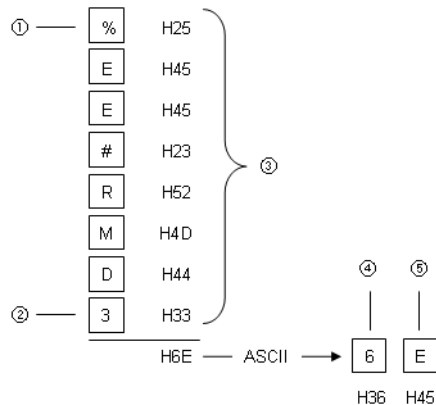 ① % H25
E H45
E H45
# H23
③
R H52
M H4D
D H44
④ ⑤
② 3 H33
H6E ASCII 6 E
H36 H45